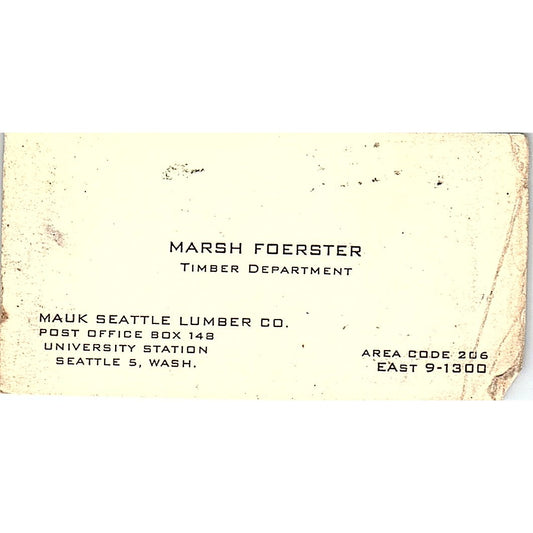 MARSH FOERSTER
TIMBER DEPARTMENT
MAUK SEATTLE LUMBER CO.
POST OFFICE BOX 148
UNIVERSITY STATION
SEATTLE 5, WASH.
AREA CODE 206
EAST 9-1300